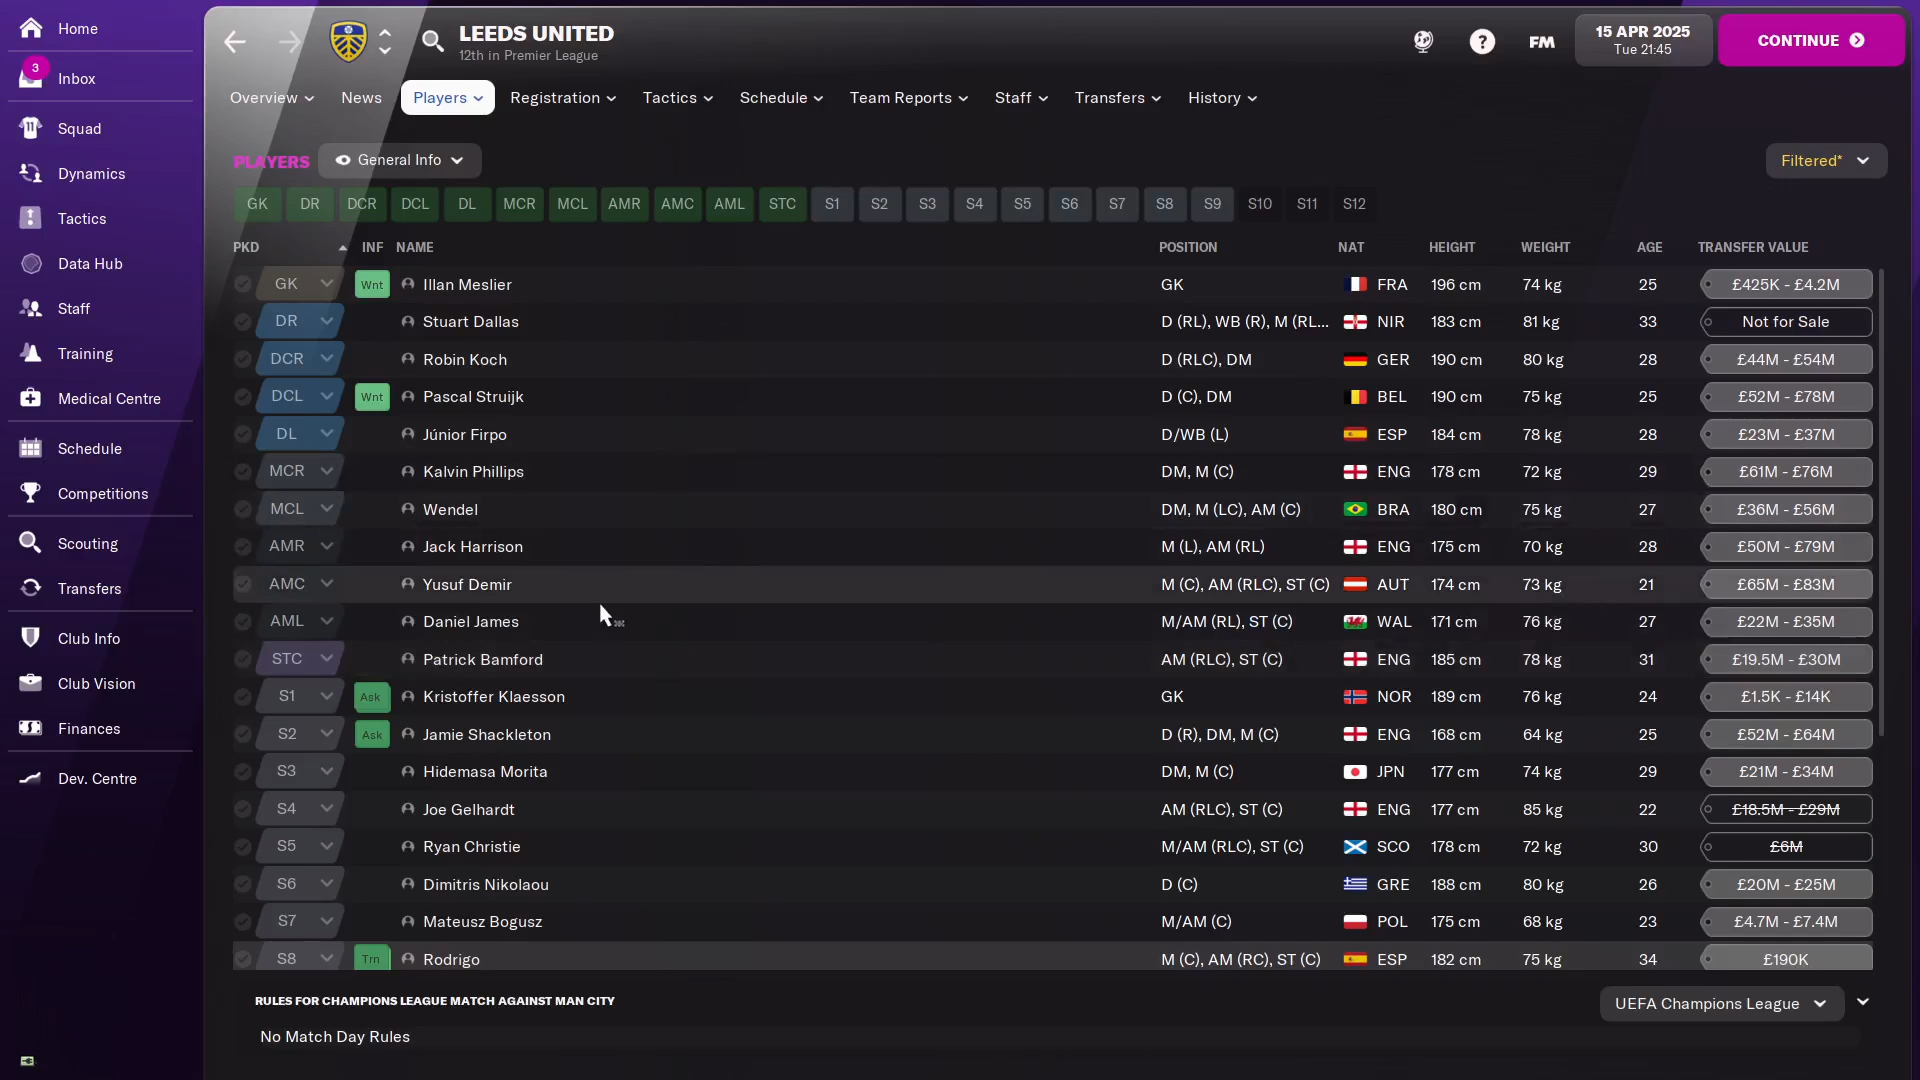 Home
3
Inbox
Squad
Dynamics
Tactics
Data Hub
Staff
Training
Medical Centre
Schedule
Competitions
Scouting
Transfers
Club Info
Club Vision
Finances
Dev. Centre
LEEDS UNITED
12th in Premier League
?
FM
15 APR 2025
Tue 21:45
CONTINUE
Overview News Players Registration Tactics Schedule Team Reports Staff Transfers History
PLAYERS General Info Filtered*
GK DR DCR DCL DL MCR MCL AMR AMC AML STC S1 S2 S3 S4 S5 S6 S7 S8 S9 S10 S11 S12
PKD INF NAME POSITION NAT HEIGHT WEIGHT AGE TRANSFER VALUE
GK Wnt Illan Meslier GK FRA 196 cm 74 kg 25 £425K - £4.2M
DR Stuart Dallas D (RL), WB (R), M (RL... NIR 183 cm 81 kg 33 Not for Sale
DCR Robin Koch D (RLC), DM GER 190 cm 80 kg 28 £44M - £54M
DCL Wnt Pascal Struijk D (C), DM BEL 190 cm 75 kg 25 £52M - £78M
DL Júnior Firpo D/WB (L) ESP 184 cm 78 kg 28 £23M - £37M
MCR Kalvin Phillips DM, M (C) ENG 178 cm 72 kg 29 £61M - £76M
MCL Wendel DM, M (LC), AM (C) BRA 180 cm 75 kg 27 £36M - £56M
AMR Jack Harrison M (L), AM (RL) ENG 175 cm 70 kg 28 £50M - £79M
AMC Yusuf Demir M (C), AM (RLC), ST (C) AUT 174 cm 73 kg 21 £65M - £83M
AML Daniel James M/AM (RL), ST (C) WAL 171 cm 76 kg 27 £22M - £35M
STC Patrick Bamford AM (RLC), ST (C) ENG 185 cm 78 kg 31 £19.5M - £30M
S1 Ask Kristoffer Klaesson GK NOR 189 cm 76 kg 24 £1.5K - £14K
S2 Ask Jamie Shackleton D (R), DM, M (C) ENG 168 cm 64 kg 25 £52M - £64M
S3 Hidemasa Morita DM, M (C) JPN 177 cm 74 kg 29 £21M - £34M
S4 Joe Gelhardt AM (RLC), ST (C) ENG 177 cm 85 kg 22 £18.5M - £29M
S5 Ryan Christie M/AM (RLC), ST (C) SCO 178 cm 72 kg 30 £6M
S6 Dimitris Nikolaou D (C) GRE 188 cm 80 kg 26 £20M - £25M
S7 Mateusz Bogusz M/AM (C) POL 175 cm 68 kg 23 £4.7M - £7.4M
S8 Trn Rodrigo M (C), AM (RC), ST (C) ESP 182 cm 75 kg 34 £190K
RULES FOR CHAMPIONS LEAGUE MATCH AGAINST MAN CITY
UEFA Champions League
No Match Day Rules